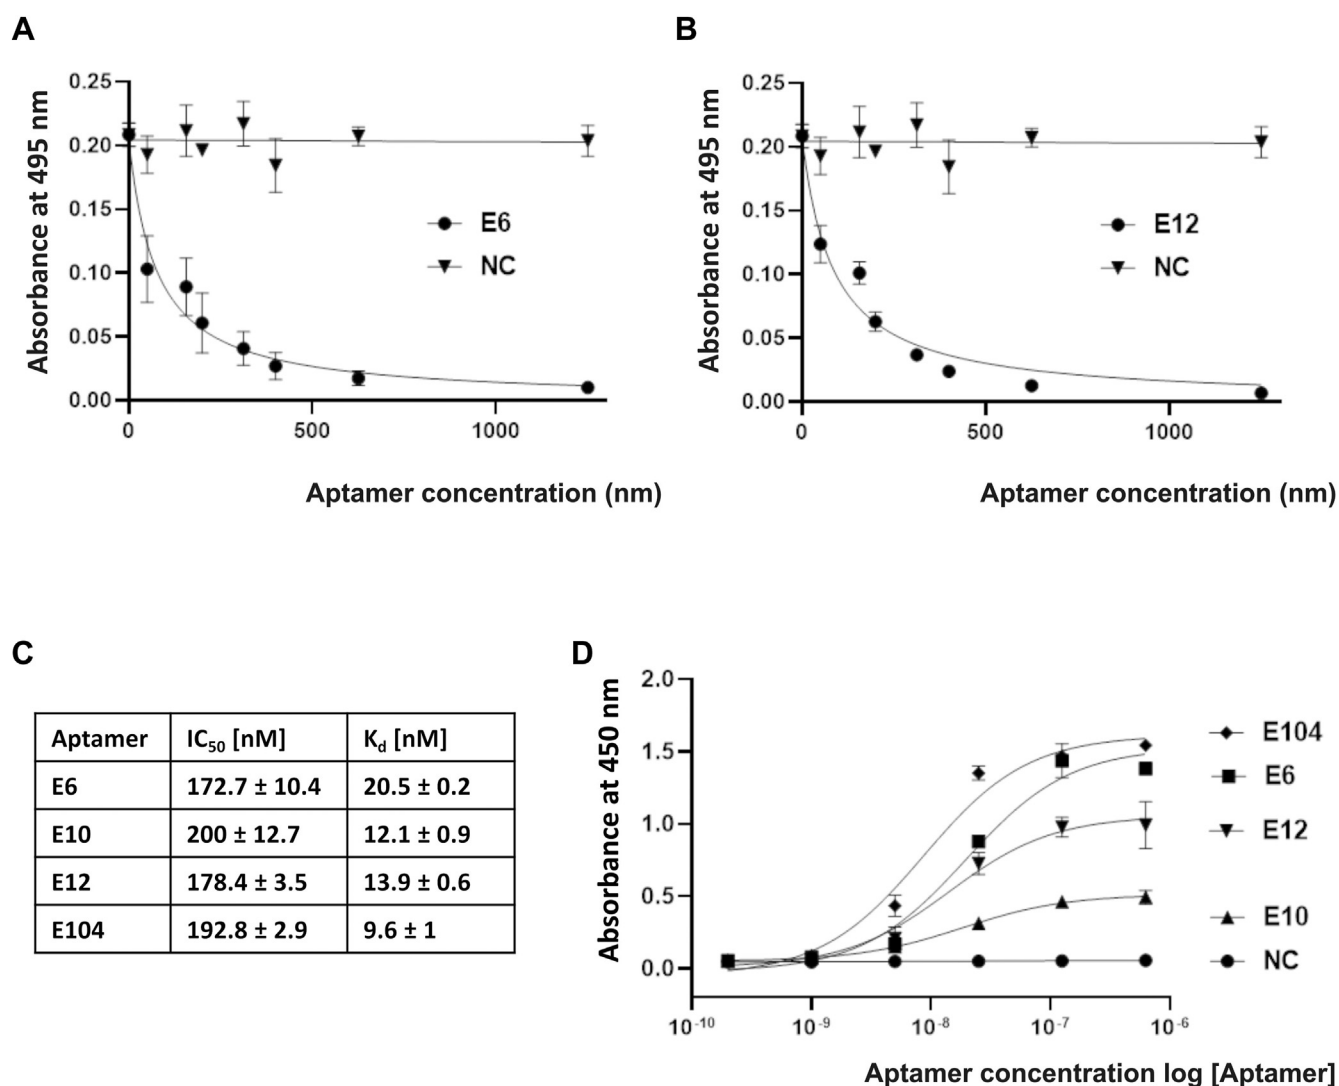 A
0.25
0.20
0.15
0.10
0.05
0.00
Absorbance at 495 nm
E6
NC
0
500
1000
Aptamer concentration (nm)
B
0.25
0.20
0.15
0.10
0.05
0.00
Absorbance at 495 nm
E12
NC
0
500
1000
Aptamer concentration (nm)
C
Aptamer IC₅₀ [nM] K_d [nM]
E6 172.7 ± 10.4 20.5 ± 0.2
E10 200 ± 12.7 12.1 ± 0.9
E12 178.4 ± 3.5 13.9 ± 0.6
E104 192.8 ± 2.9 9.6 ± 1
D
2.0
1.5
1.0
0.5
0.0
Absorbance at 450 nm
E104
E6
E12
E10
NC
10⁻¹⁰
10⁻⁹
10⁻⁸
10⁻⁷
10⁻⁶
Aptamer concentration log [Aptamer]